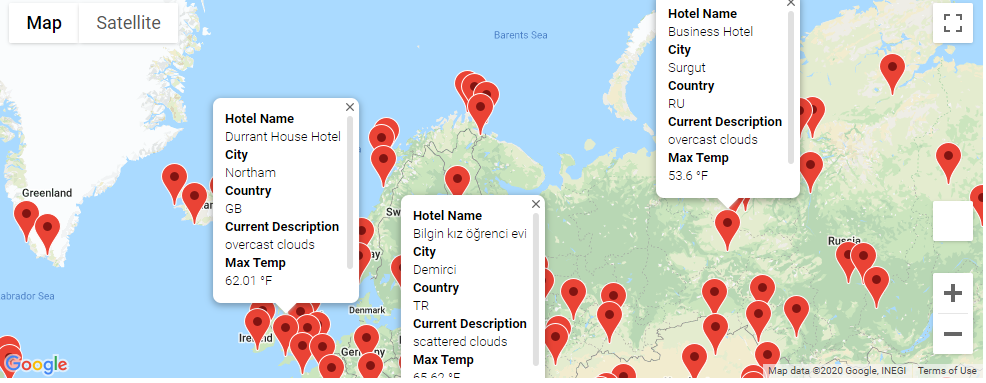 Map
Satellite
Barents Sea
Greenland
Hotel Name
Durrant House Hotel
City
Northam
Country
GB
Current Description
overcast clouds
Max Temp
62.01 °F
Hotel Name
Business Hotel
City
Surgut
Country
RU
Current Description
overcast clouds
Max Temp
53.6 °F
Hotel Name
Bilgin kız öğrenci evi
City
Demirci
Country
TR
Current Description
scattered clouds
Max Temp
65.62 °F
Russia
abrador Sea
Denmark
Germany
Google
Map data ©2020 Google, INEGI
Terms of Use